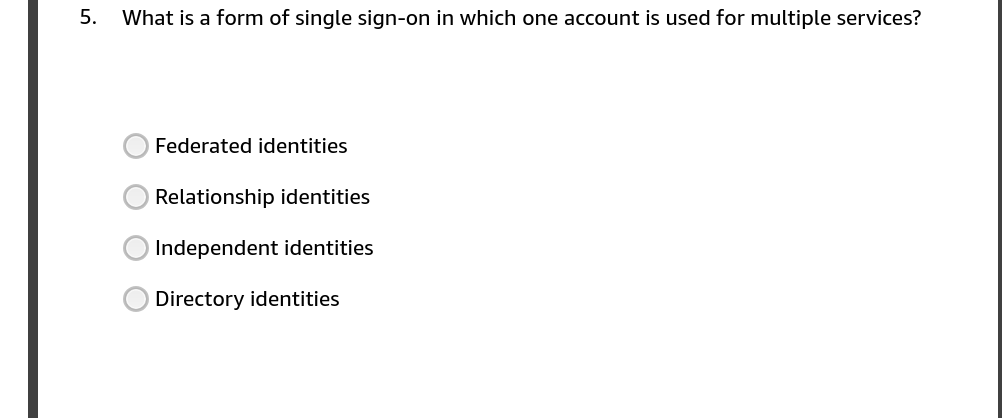 5. What is a form of single sign-on in which one account is used for multiple services?
Federated identities
Relationship identities
Independent identities
Directory identities